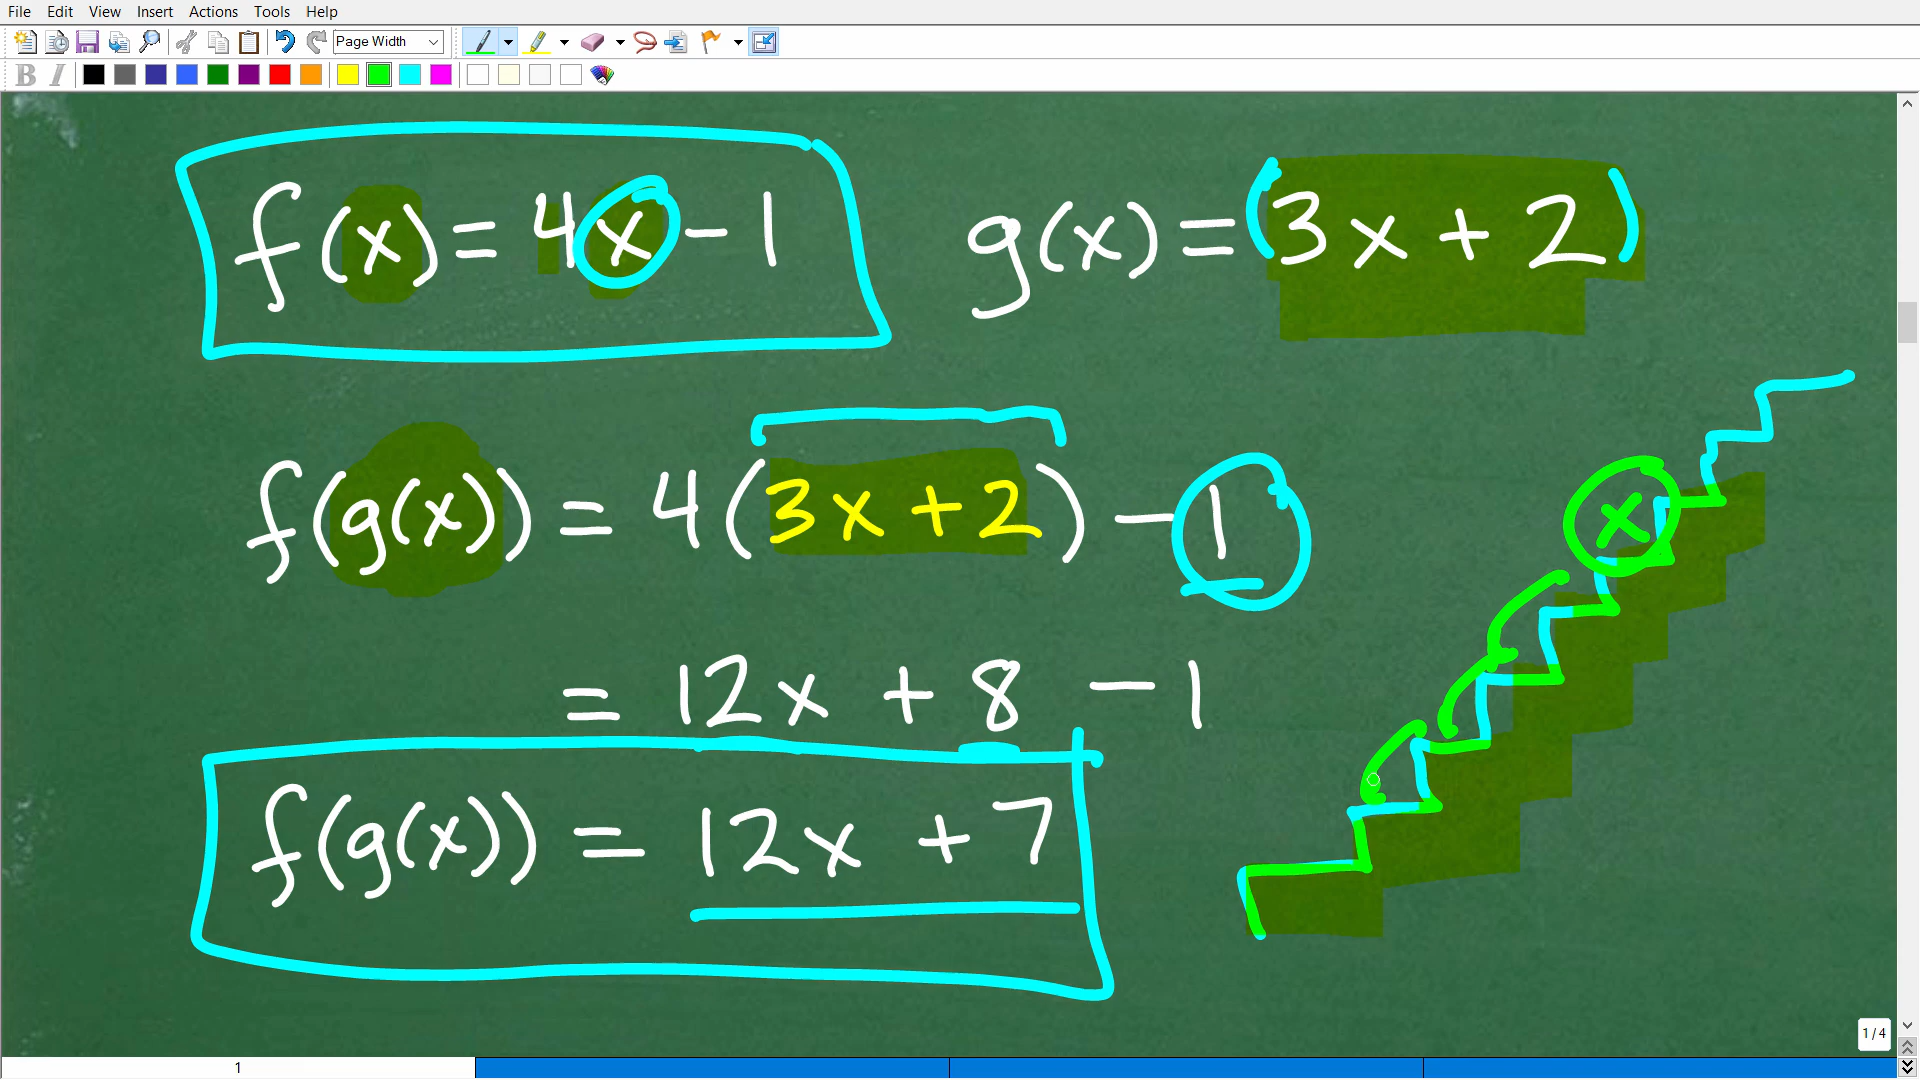 File Edit View Insert Actions Tools Help
Page Width
B I
f(x) = 4x - 1
g(x) = (3x + 2)
f(g(x)) = 4(3x + 2) - 1
x
= 12x + 8 - 1
f(g(x)) = 12x + 7
1 / 4
1